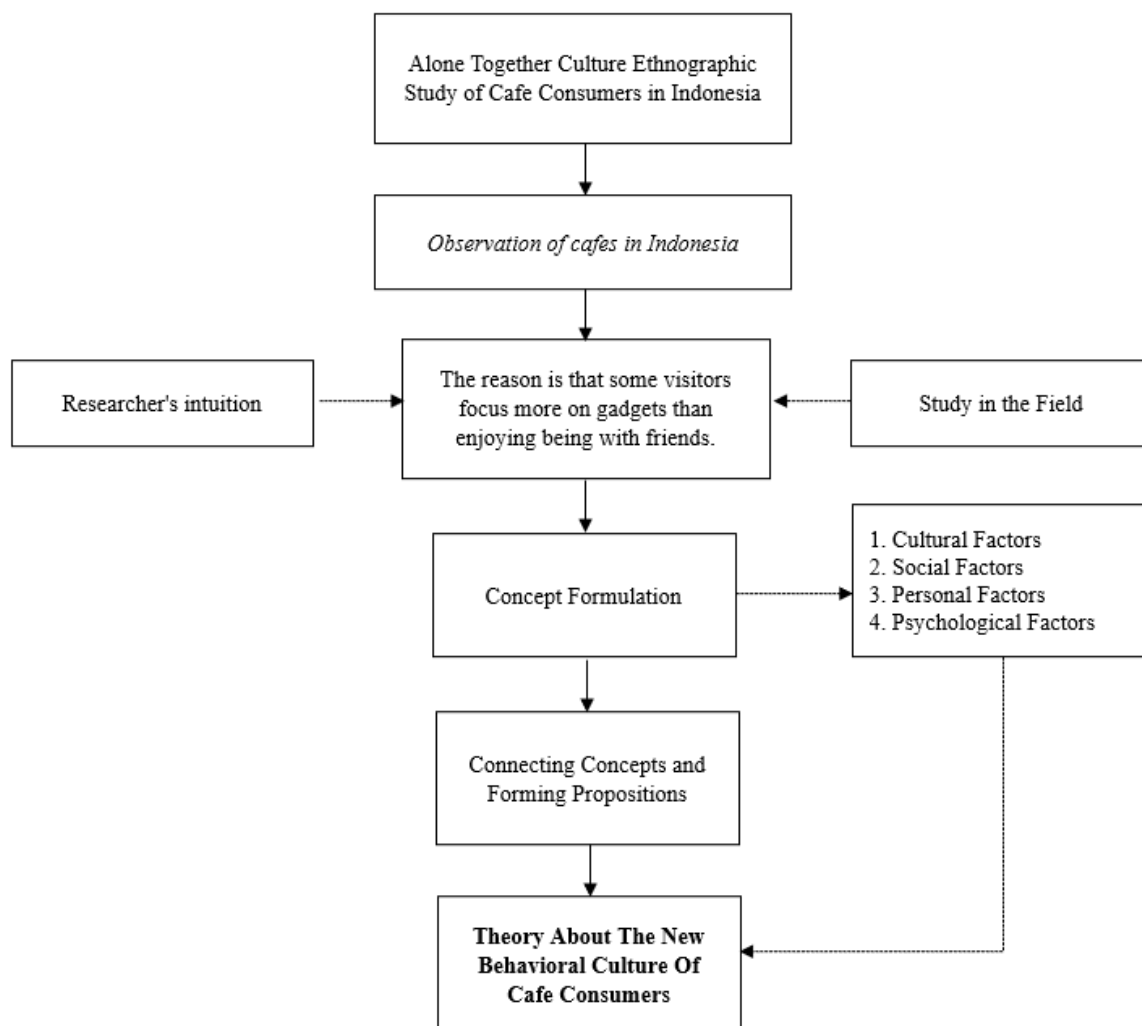 Alone Together Culture Ethnographic
Study of Cafe Consumers in Indonesia
Observation of cafes in Indonesia
Researcher's intuition
The reason is that some visitors
focus more on gadgets than
enjoying being with friends.
Study in the Field
Concept Formulation
1. Cultural Factors
2. Social Factors
3. Personal Factors
4. Psychological Factors
Connecting Concepts and
Forming Propositions
Theory About The New
Behavioral Culture Of
Cafe Consumers